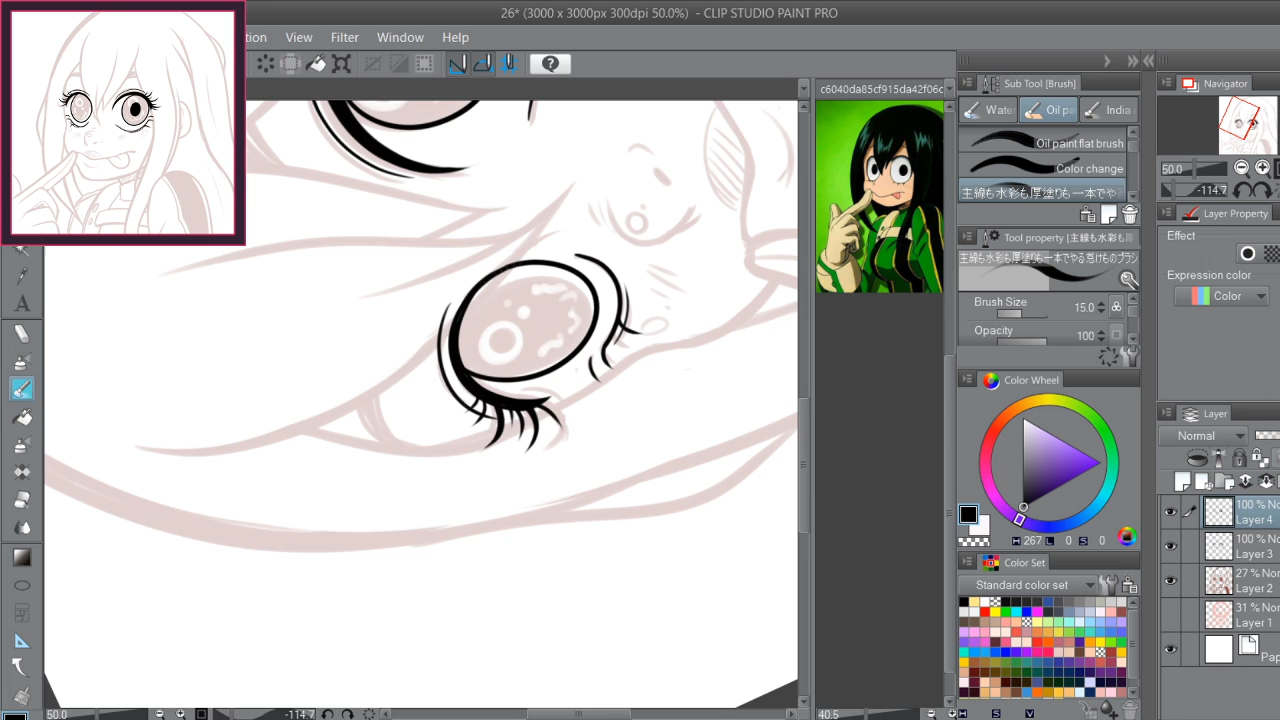 26* (3000 x 3000px 300dpi 50.0%) - CLIP STUDIO PAINT PRO
tion View Filter Window Help
c6040da85cf915da42f06c
Sub Tool [Brush]
Navigator
Wate
Oil pa
India
Oil paint flat brush
Color change
主線も水彩も厚塗りも一本でや
50.0
-114.7
Layer Property
Tool property [主線も水彩も厚
Effect
主線も水彩も厚塗りも一本でやる怠けものブラシ
Expression color
Color
Brush Size 15.0
Opacity 100
Color Wheel
Layer
Normal
100 % No
Layer 4
H 267 L 0 S 0
100 % No
Layer 3
Color Set
27 % Nor
Layer 2
Standard color set
31 % Nor
Layer 1
Pap
A
50.0
-114.7
40.5
H S V